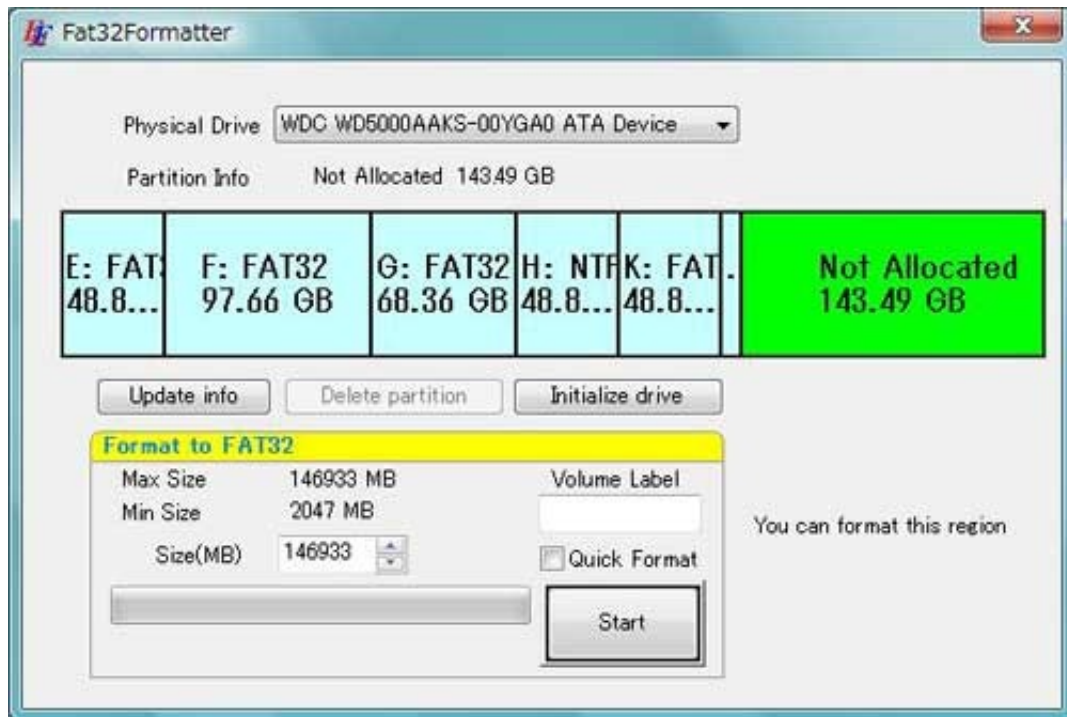 Fat32Formatter
Physical Drive WDC WD5000AAKS-00YGA0 ATA Device
Partition Info Not Allocated 143.49 GB
E: FAT F: FAT32 G: FAT32 H: NTF K: FAT . Not Allocated
48.8... 97.66 GB 68.36 GB 48.8... 48.8... 143.49 GB
Update info Delete partition Initialize drive
Format to FAT32
Max Size 146933 MB Volume Label
Min Size 2047 MB
You can format this region
Size(MB) 146933 Quick Format
Start